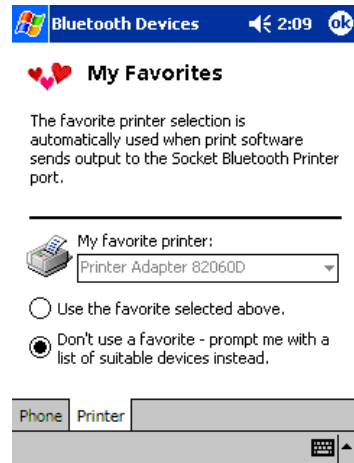 Bluetooth Devices 2:09 ok
My Favorites
The favorite printer selection is
automatically used when print software
sends output to the Socket Bluetooth Printer
port.
My favorite printer:
Printer Adapter 82060D
Use the favorite selected above.
Don't use a favorite - prompt me with a
list of suitable devices instead.
Phone Printer